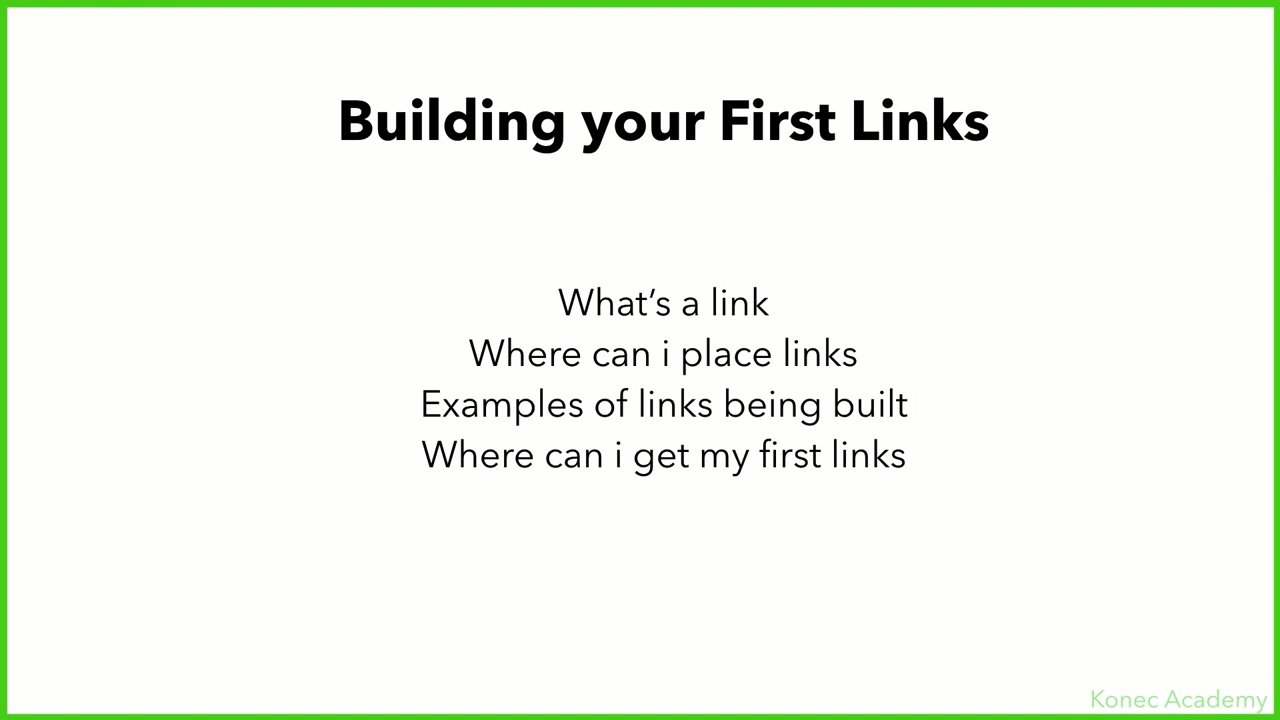 Building your First Links
What’s a link
Where can i place links
Examples of links being built
Where can i get my first links
Konec Academy